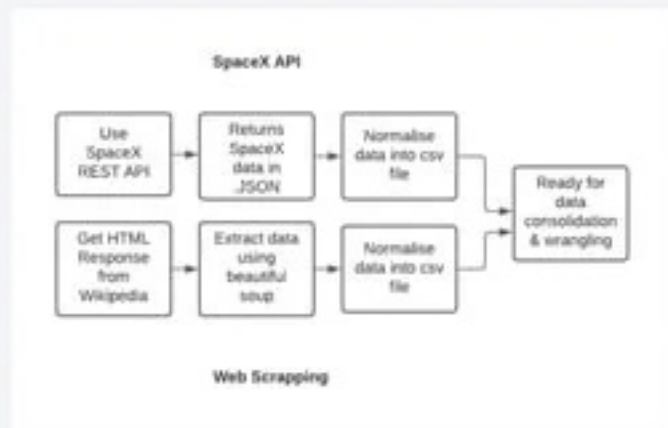 SpaceX API
Use
SpaceX
REST API
Returns
SpaceX
data in
.JSON
Normalise
data into csv
file
Get HTML
Response
from
Wikipedia
Extract data
using
beautiful
soup
Normalise
data into csv
file
Ready for
data
consolidation
& wrangling
Web Scrapping